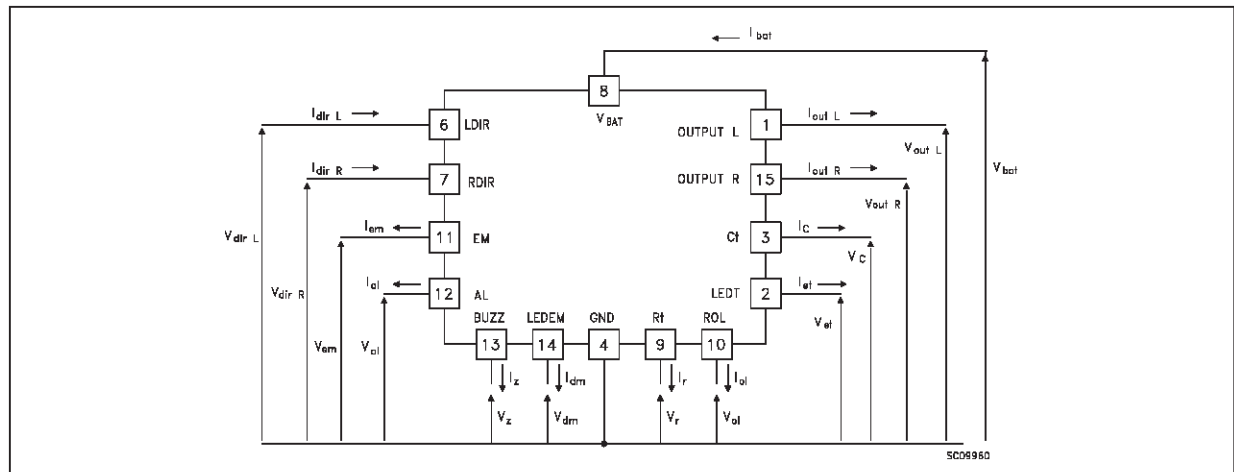 I bat
8
V BAT
I dir L
6
LDIR
OUTPUT L
1
I out L
V out L
V bat
I dir R
7
RDIR
OUTPUT R
15
I out R
V out R
V dir L
I em
11
EM
Ct
3
I C
V C
V dir R
I al
12
AL
LEDT
2
I et
V et
BUZZ
LEDEM
GND
Rt
ROL
13
14
4
9
10
V em
V al
I z
I dm
I r
I ol
V z
V dm
V r
V ol
SC09960